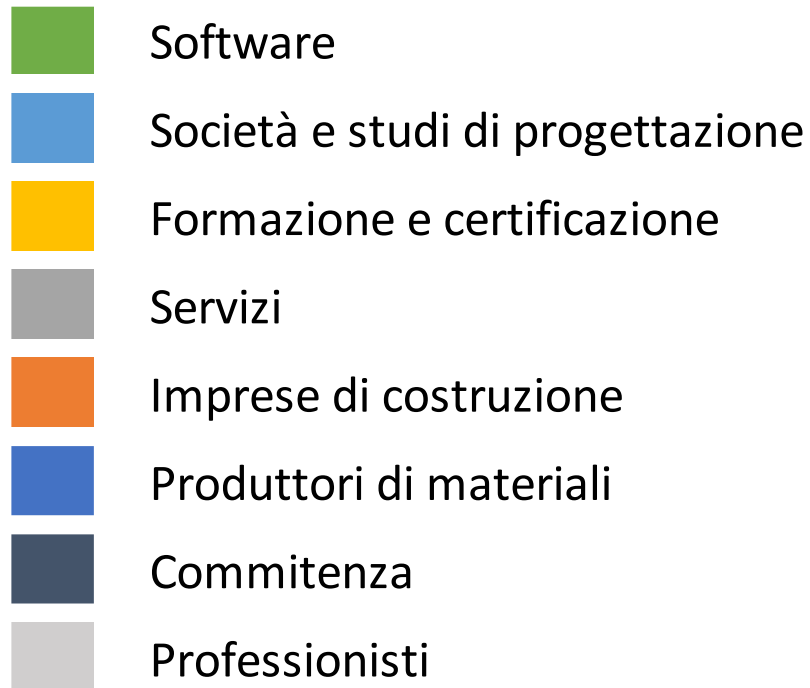 Software
Società e studi di progettazione
Formazione e certificazione
Servizi
Imprese di costruzione
Produttori di materiali
Commitenza
Professionisti